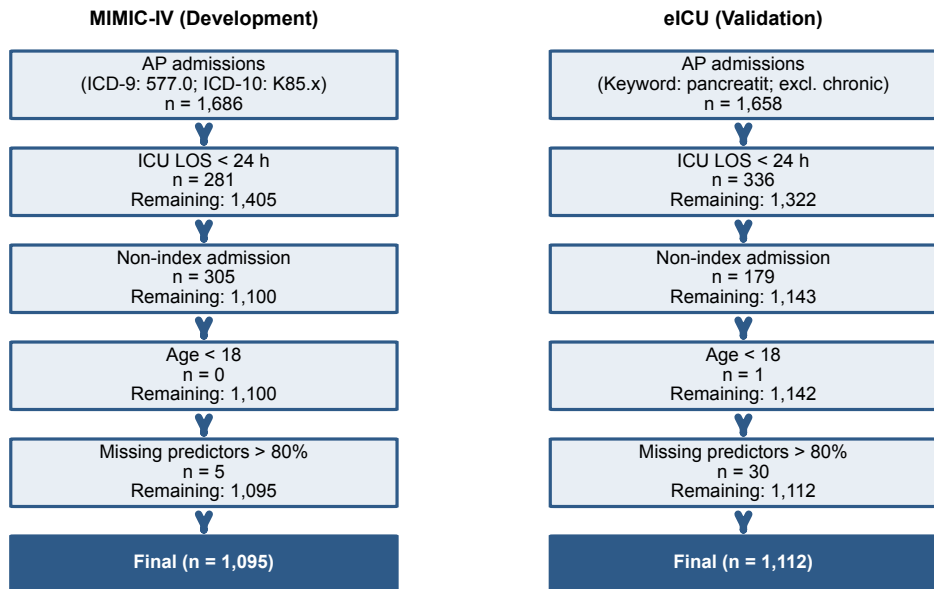 MIMIC-IV (Development)
AP admissions
(ICD-9: 577.0; ICD-10: K85.x)
n = 1,686
ICU LOS < 24 h
n = 281
Remaining: 1,405
Non-index admission
n = 305
Remaining: 1,100
Age < 18
n = 0
Remaining: 1,100
Missing predictors > 80%
n = 5
Remaining: 1,095
Final (n = 1,095)
eICU (Validation)
AP admissions
(Keyword: pancreatit; excl. chronic)
n = 1,658
ICU LOS < 24 h
n = 336
Remaining: 1,322
Non-index admission
n = 179
Remaining: 1,143
Age < 18
n = 1
Remaining: 1,142
Missing predictors > 80%
n = 30
Remaining: 1,112
Final (n = 1,112)